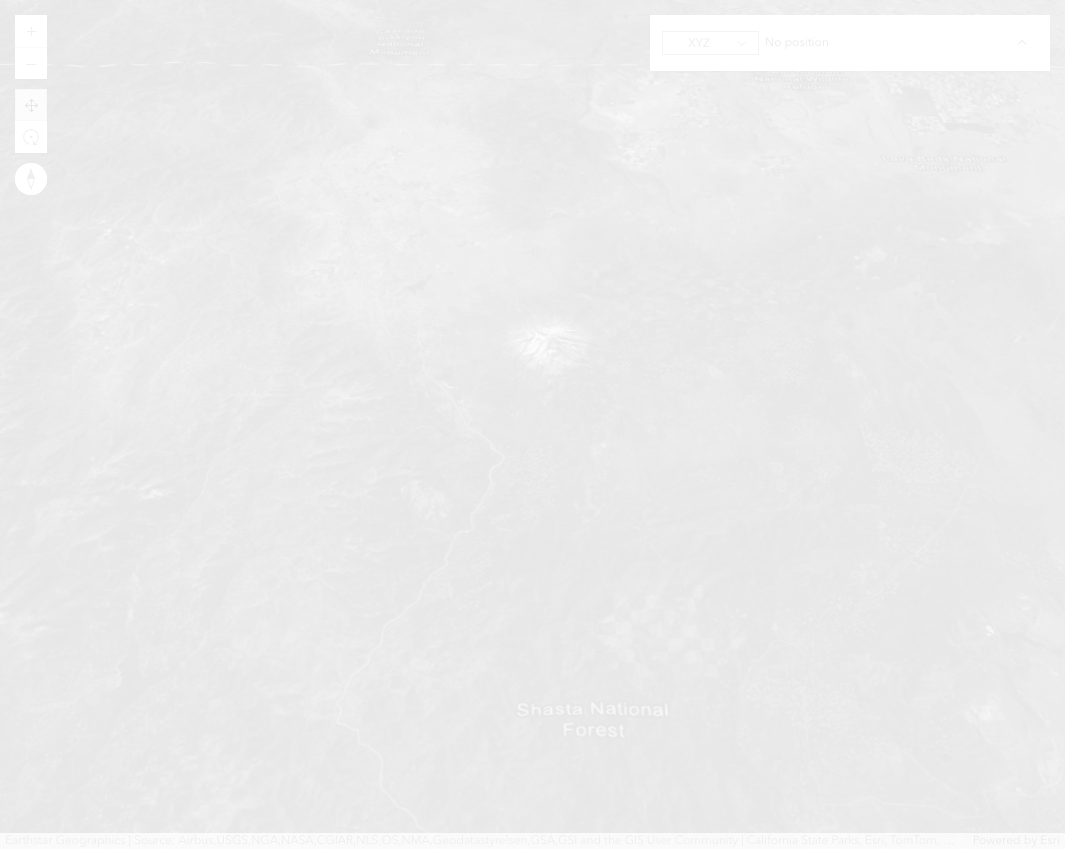 XYZ
No position
Shasta National
Forest
Earthstar Geographics | Source: Airbus,USGS,NGA,NASA,CGIAR,NLS,OS,NMA,Geodatastyrelsen,GSA,GSI and the GIS User Community | California State Parks, Esri, TomTom,
Powered by Esri